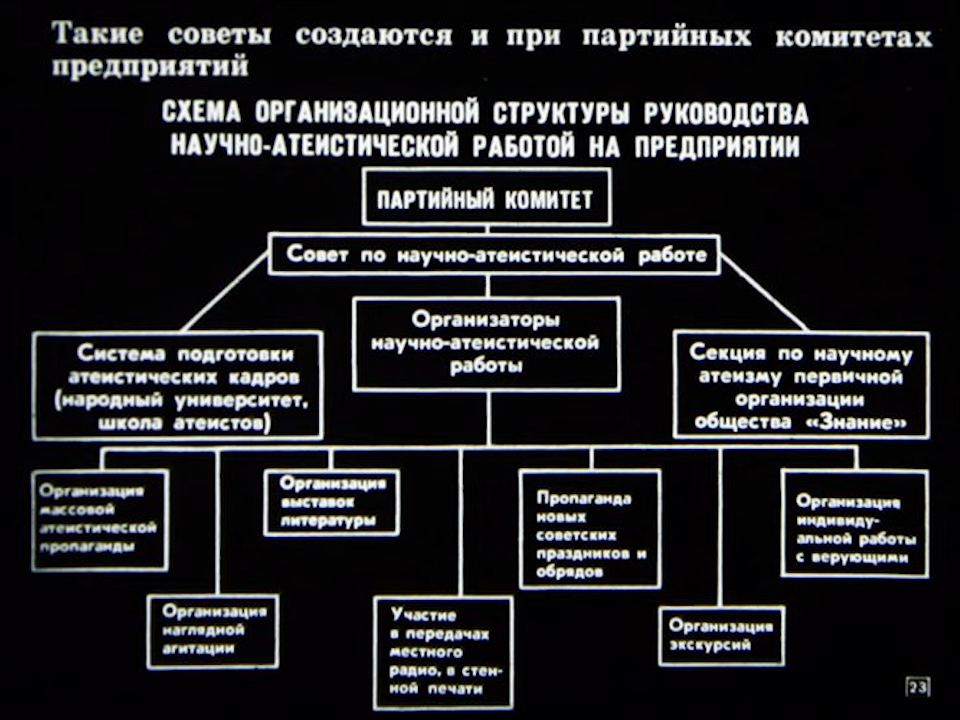 Такие советы создаются и при партийных комитетах
предприятий
СХЕМА ОРГАНИЗАЦИОННОЙ СТРУКТУРЫ РУКОВОДСТВА
НАУЧНО-АТЕИСТИЧЕСКОЙ РАБОТОЙ НА ПРЕДПРИЯТИИ
ПАРТИЙНЫЙ КОМИТЕТ
Совет по научно-атеистической работе
Система подготовки
атеистических кадров
(народный университет,
школа атеистов)
Организаторы
научно-атеистической
работы
Секция по научному
атеизму первичной
организации
общества «Знание»
Организация
массовой
атеистической
пропаганды
Организация
наглядной
агитации
Организация
выставок
литературы
Участие
в передачах
местного
радио, в стен-
ной печати
Пропаганда
новых
советских
праздников и
обрядов
Организация
экскурсий
Организация
индивиду-
альной работы
с верующими
23